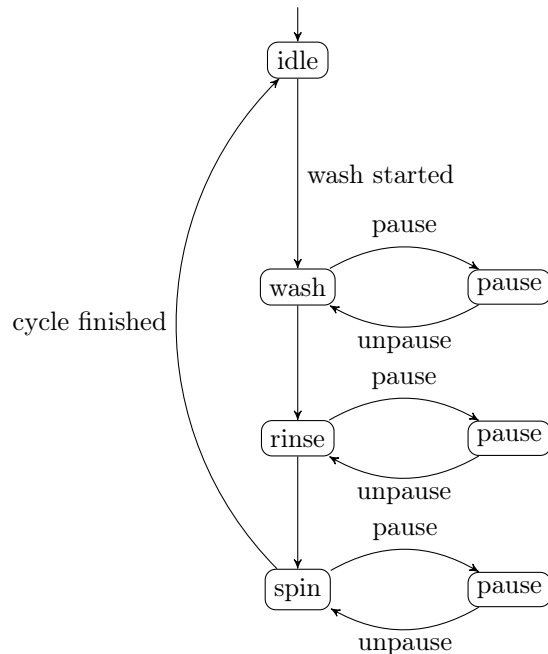 idle
wash started
pause
wash
pause
cycle finished
unpause
pause
rinse
pause
unpause
pause
spin
pause
unpause